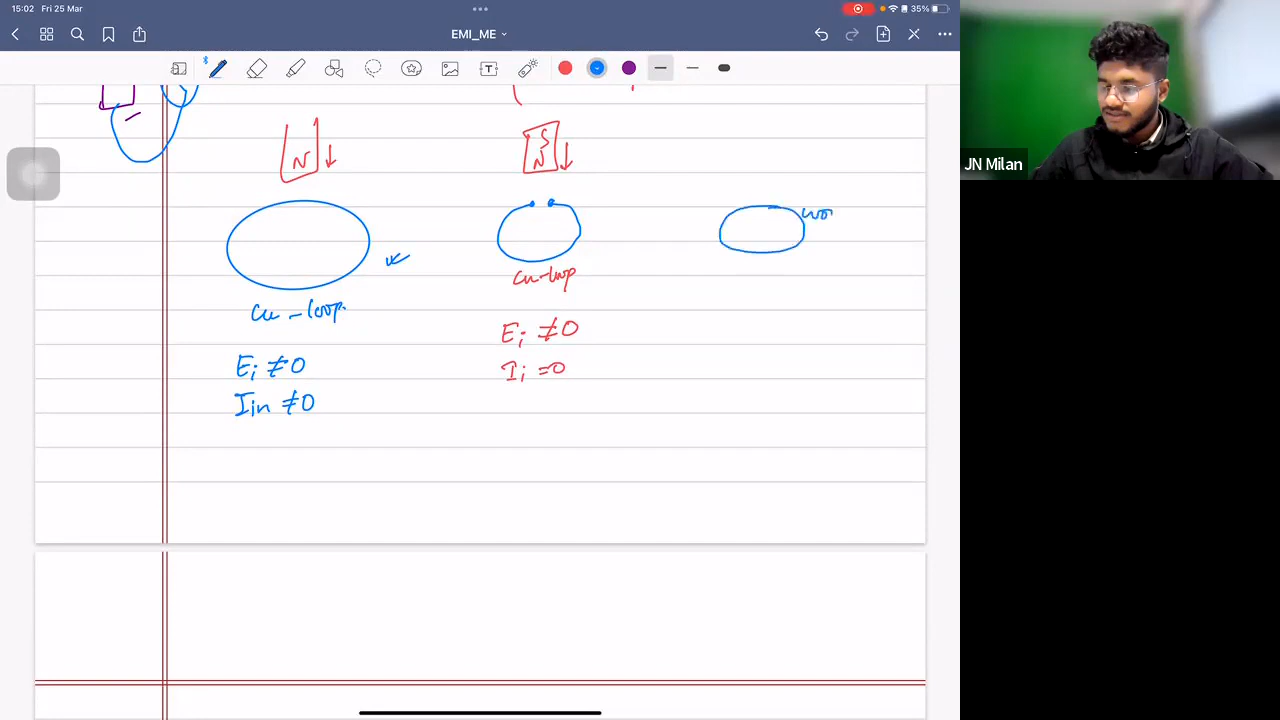 15:02 Fri 25 Mar
35%
EMI_ME
T
N
S
N
JN Milan
woo
Cu-loop
Cu-loop.
Ei ≠0
Ii =0
Ei ≠0
Iin ≠0